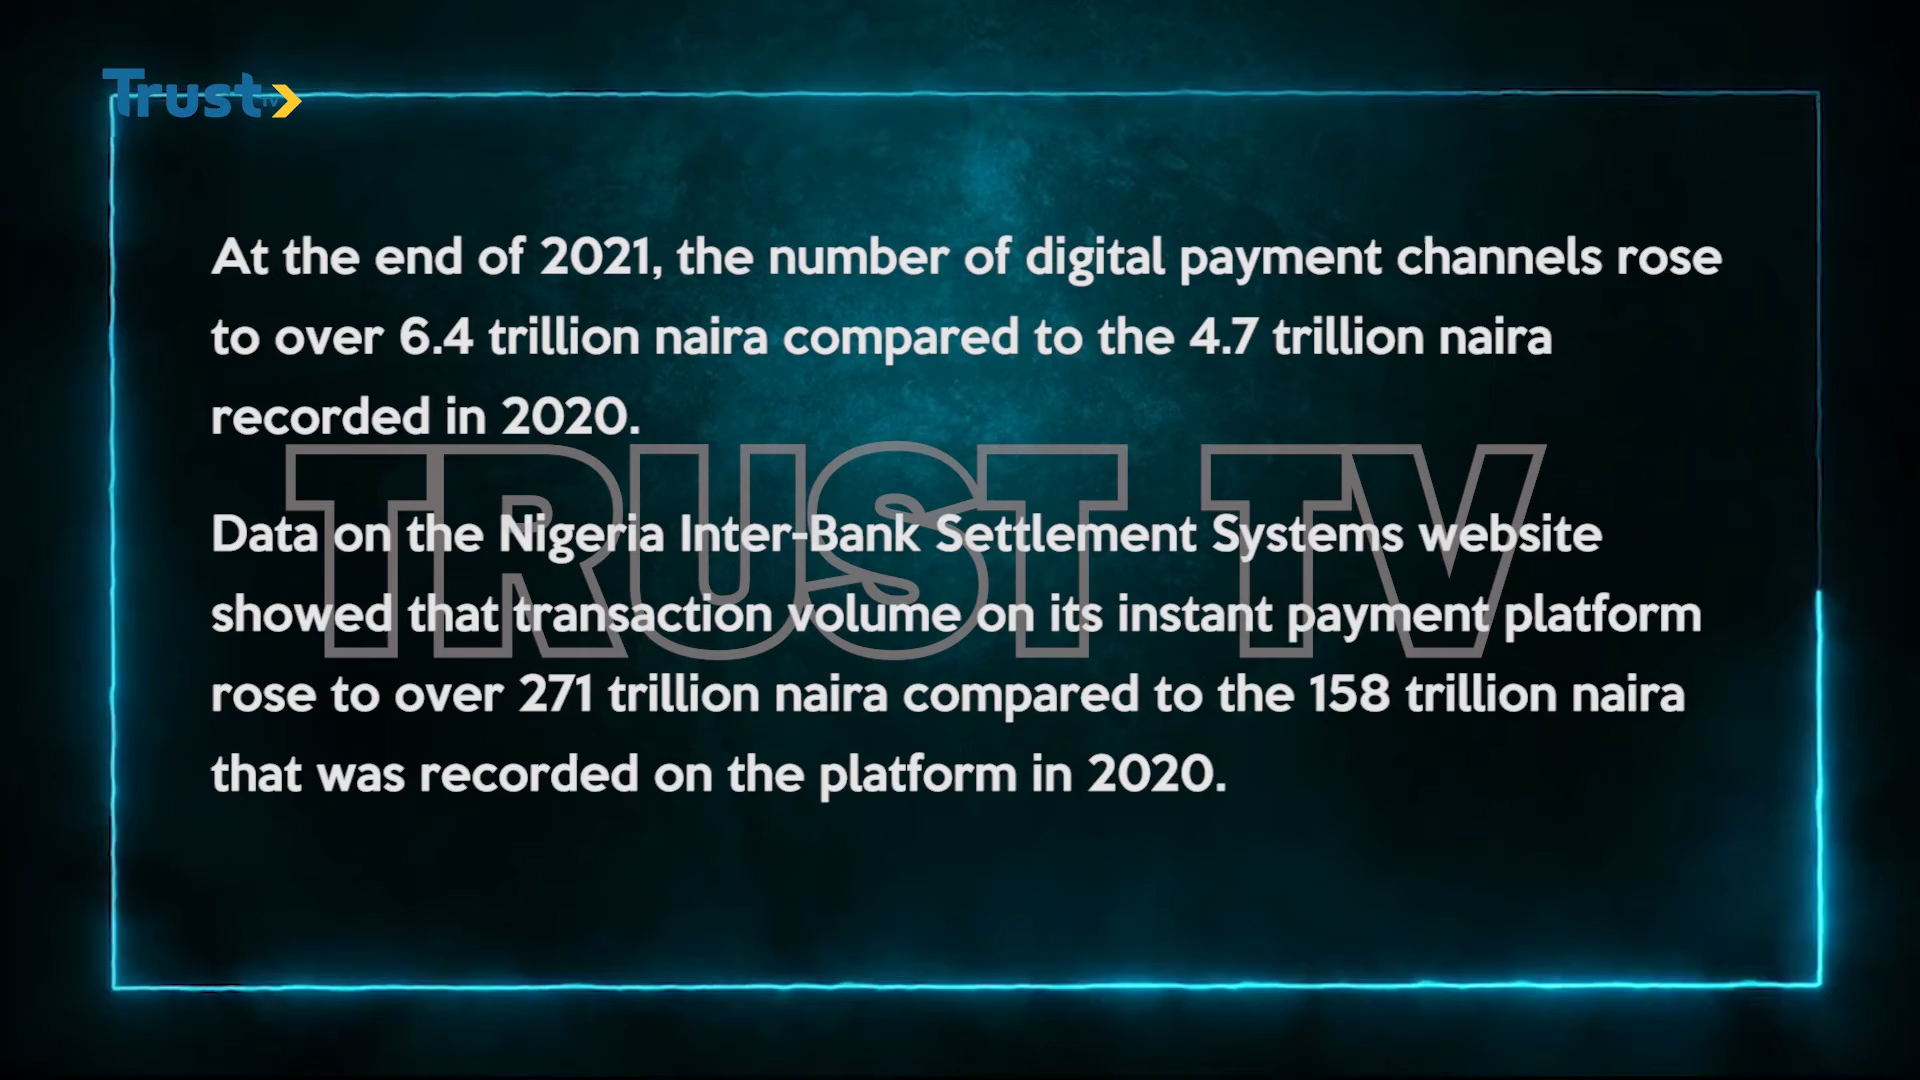 Trust TV
At the end of 2021, the number of digital payment channels rose
to over 6.4 trillion naira compared to the 4.7 trillion naira
recorded in 2020.
TRUST TV
Data on the Nigeria Inter-Bank Settlement Systems website
showed that transaction volume on its instant payment platform
rose to over 271 trillion naira compared to the 158 trillion naira
that was recorded on the platform in 2020.